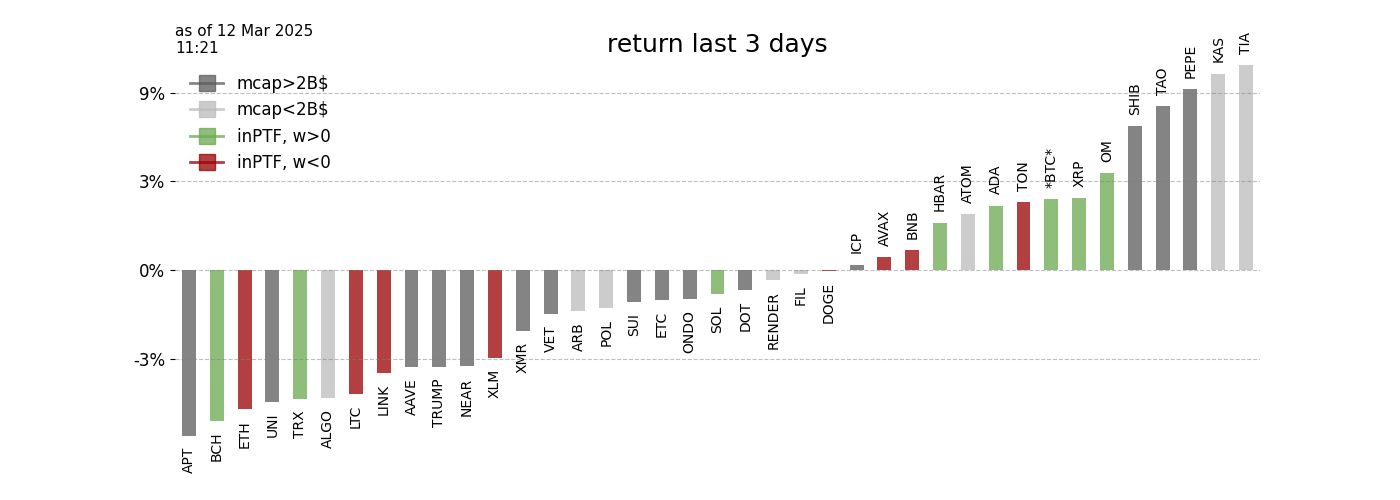 as of 12 Mar 2025
11:21
return last 3 days
mcap>2B$
mcap<2B$
inPTF, w>0
inPTF, w<0
9%
3%
0%
-3%
APT
BCH
ETH
UNI
TRX
ALGO
LTC
LINK
AAVE
TRUMP
NEAR
XLM
XMR
VET
ARB
POL
SUI
ETC
ONDO
SOL
DOT
RENDER
FIL
DOGE
ICP
AVAX
BNB
HBAR
ATOM
ADA
TON
*BTC*
XRP
OM
SHIB
TAO
PEPE
KAS
TIA